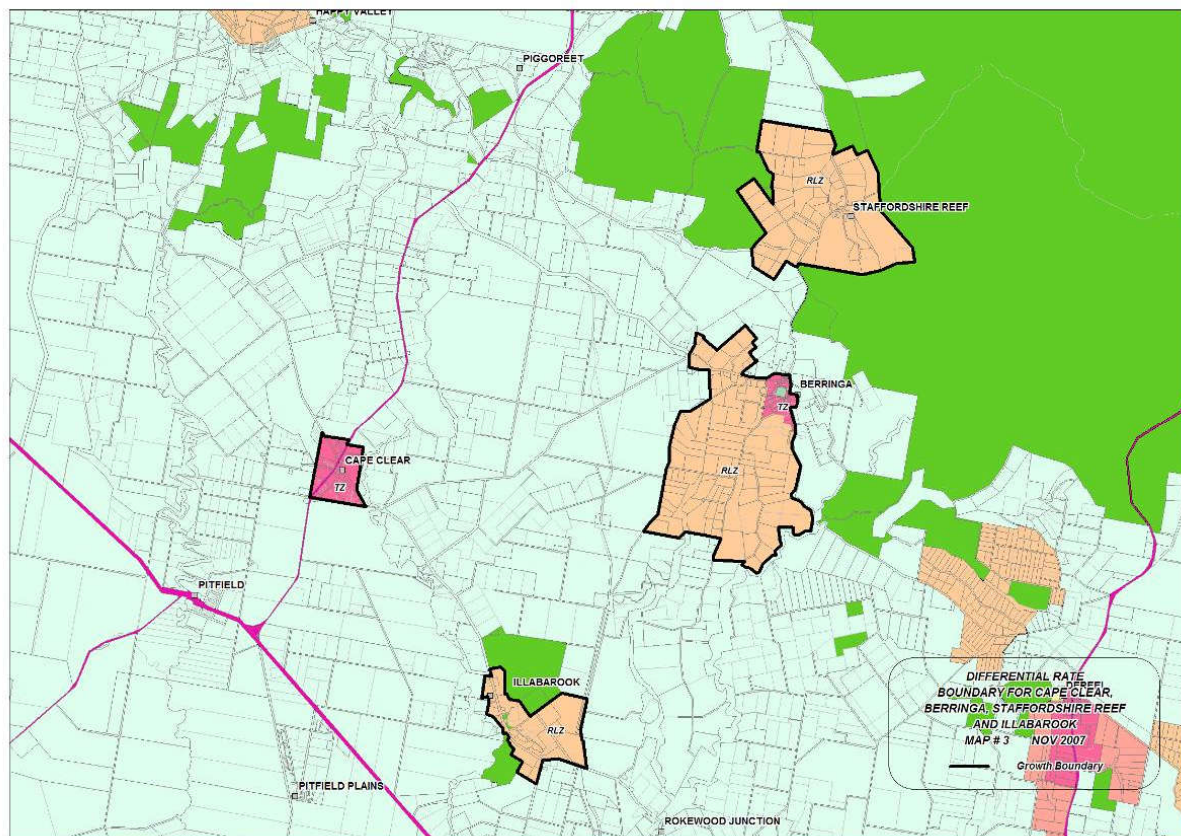 HAPPY VALLEY
PIGGOREET
RLZ
STAFFORDSHIRE REEF
BERRINGA
TZ
CAPE CLEAR
TZ
RLZ
PITFIELD
ILLABAROOK
RLZ
DEREEL
DIFFERENTIAL RATE
BOUNDARY FOR CAPE CLEAR,
BERRINGA, STAFFORDSHIRE REEF
AND ILLABAROOK
MAP # 3 NOV 2007
Growth Boundary
PITFIELD PLAINS
ROKEWOOD JUNCTION